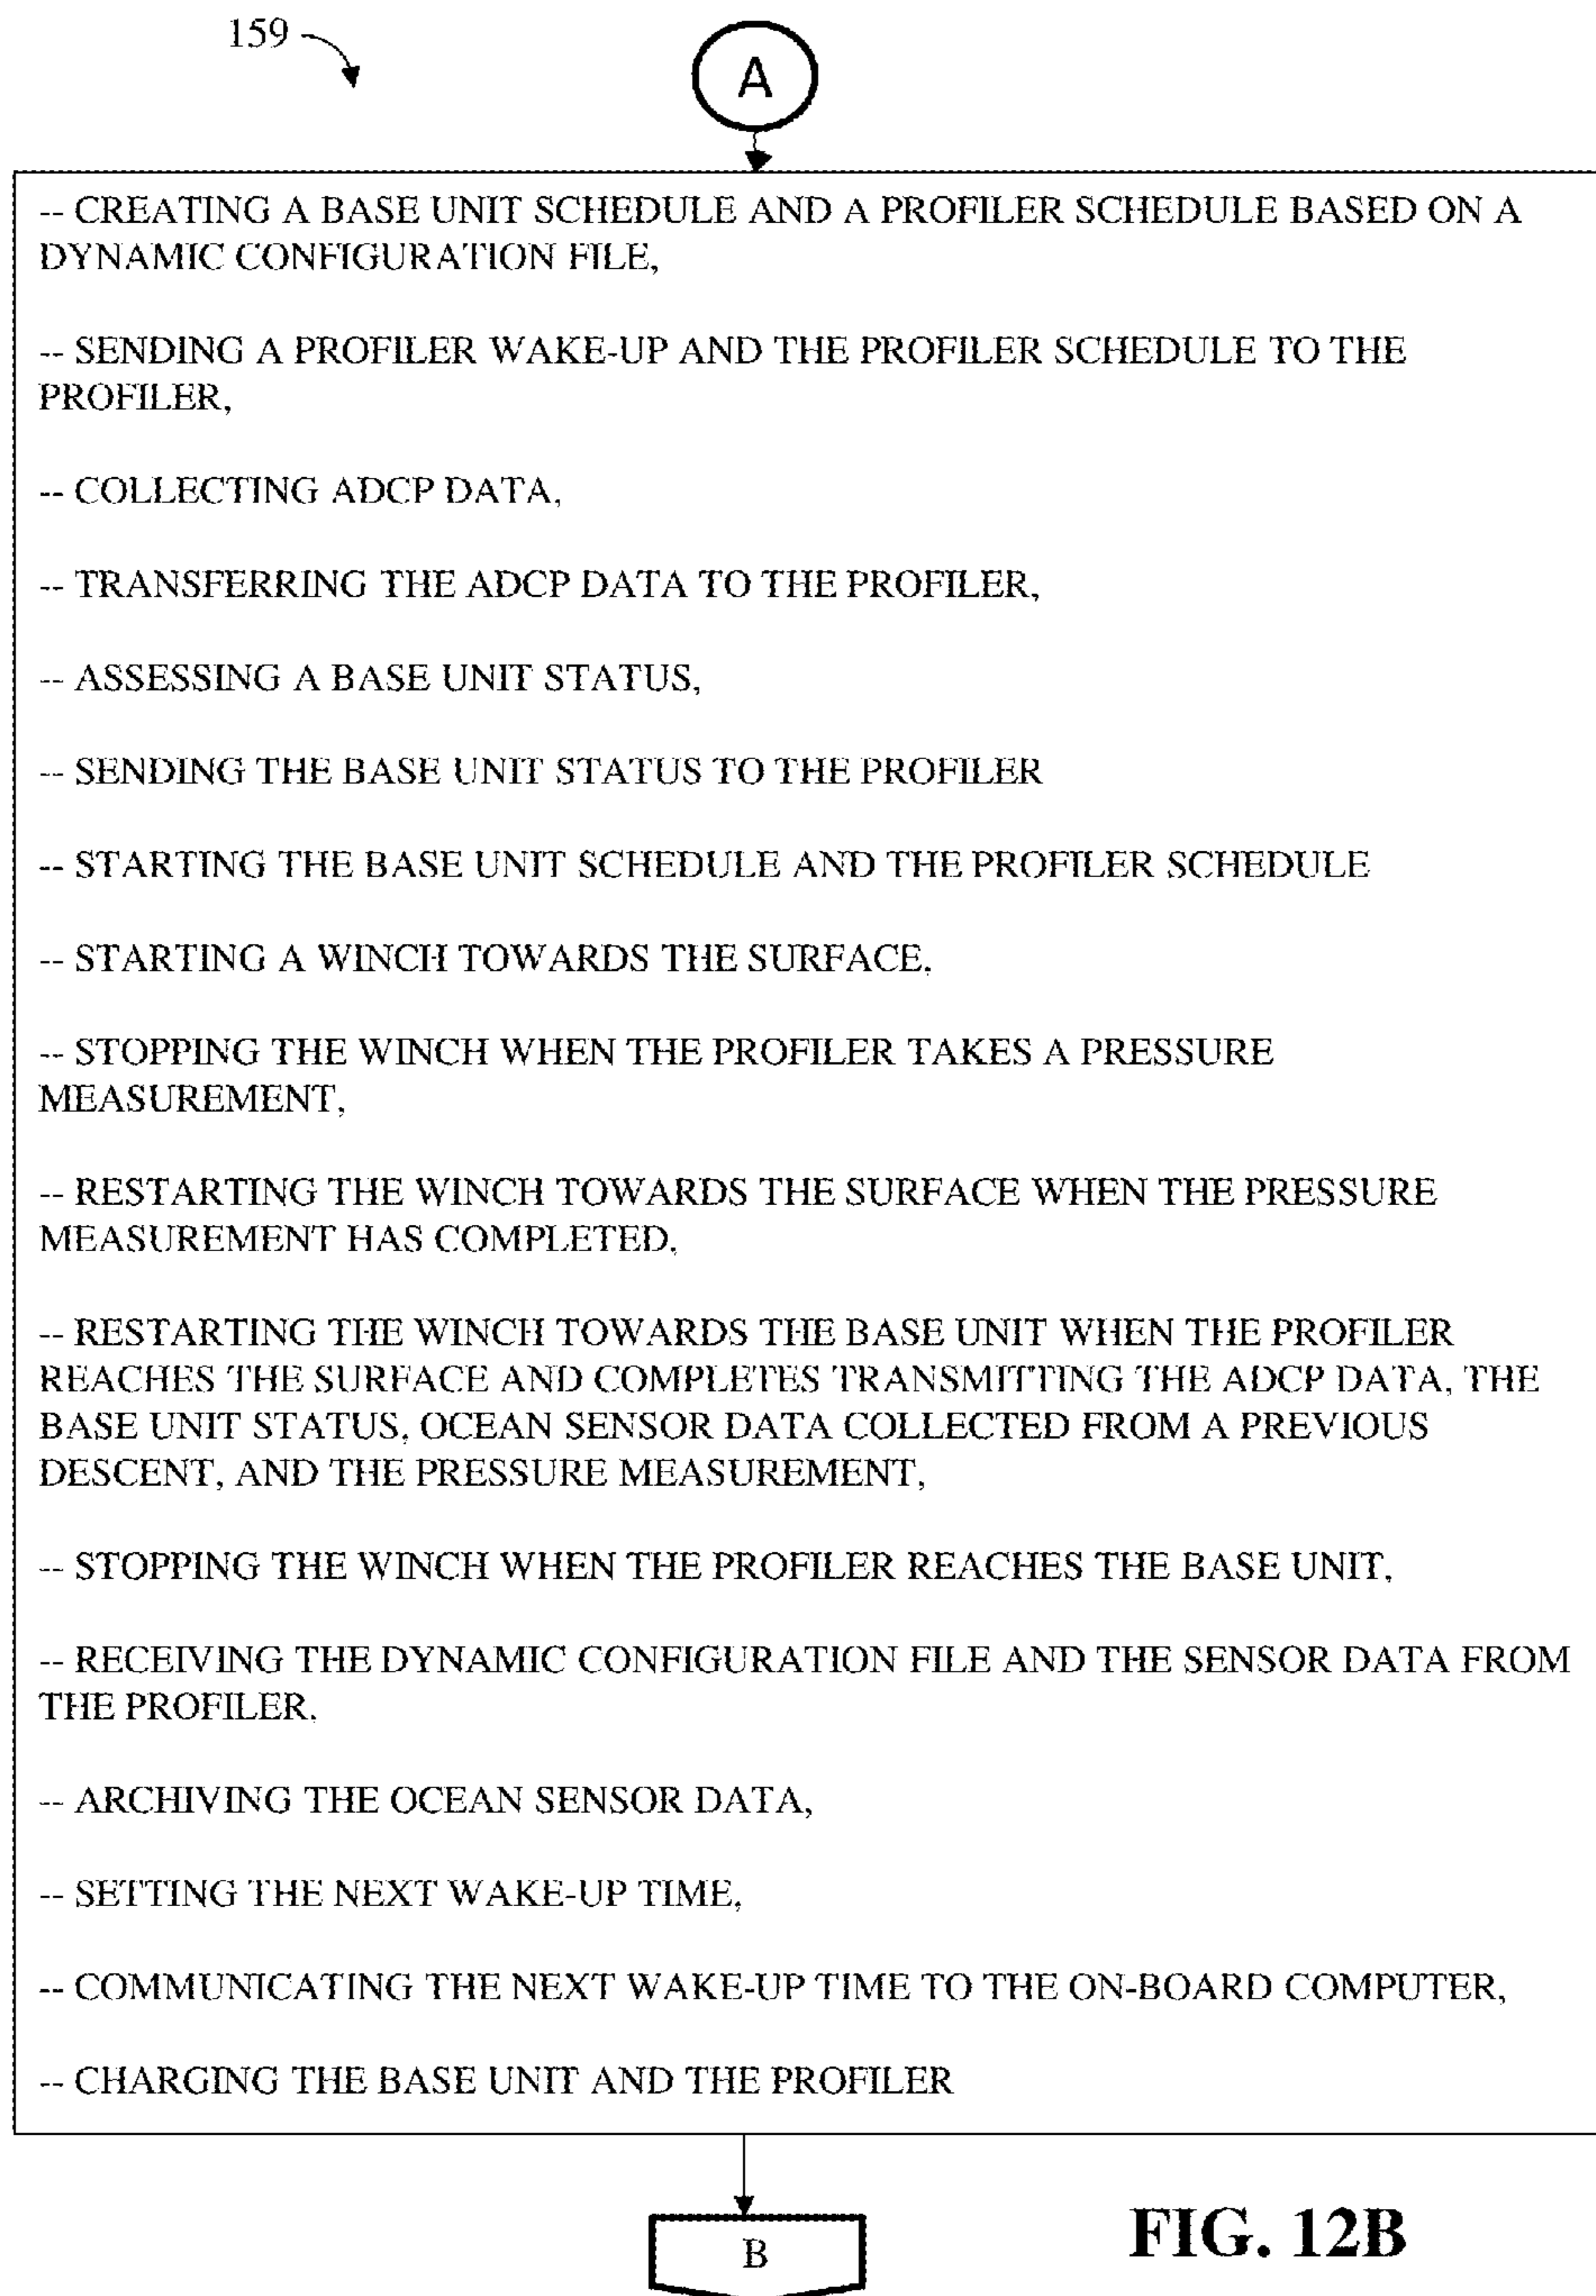 159
A
-- CREATING A BASE UNIT SCHEDULE AND A PROFILER SCHEDULE BASED ON A
DYNAMIC CONFIGURATION FILE,
-- SENDING A PROFILER WAKE-UP AND THE PROFILER SCHEDULE TO THE
PROFILER,
-- COLLECTING ADCP DATA,
-- TRANSFERRING THE ADCP DATA TO THE PROFILER,
-- ASSESSING A BASE UNIT STATUS,
-- SENDING THE BASE UNIT STATUS TO THE PROFILER
-- STARTING THE BASE UNIT SCHEDULE AND THE PROFILER SCHEDULE
-- STARTING A WINCH TOWARDS THE SURFACE,
-- STOPPING THE WINCH WHEN THE PROFILER TAKES A PRESSURE
MEASUREMENT,
-- RESTARTING THE WINCH TOWARDS THE SURFACE WHEN THE PRESSURE
MEASUREMENT HAS COMPLETED,
-- RESTARTING THE WINCH TOWARDS THE BASE UNIT WHEN THE PROFILER
REACHES THE SURFACE AND COMPLETES TRANSMITTING THE ADCP DATA, THE
BASE UNIT STATUS, OCEAN SENSOR DATA COLLECTED FROM A PREVIOUS
DESCENT, AND THE PRESSURE MEASUREMENT,
-- STOPPING THE WINCH WHEN THE PROFILER REACHES THE BASE UNIT,
-- RECEIVING THE DYNAMIC CONFIGURATION FILE AND THE SENSOR DATA FROM
THE PROFILER,
-- ARCHIVING THE OCEAN SENSOR DATA,
-- SETTING THE NEXT WAKE-UP TIME,
-- COMMUNICATING THE NEXT WAKE-UP TIME TO THE ON-BOARD COMPUTER,
-- CHARGING THE BASE UNIT AND THE PROFILER
B
FIG. 12B